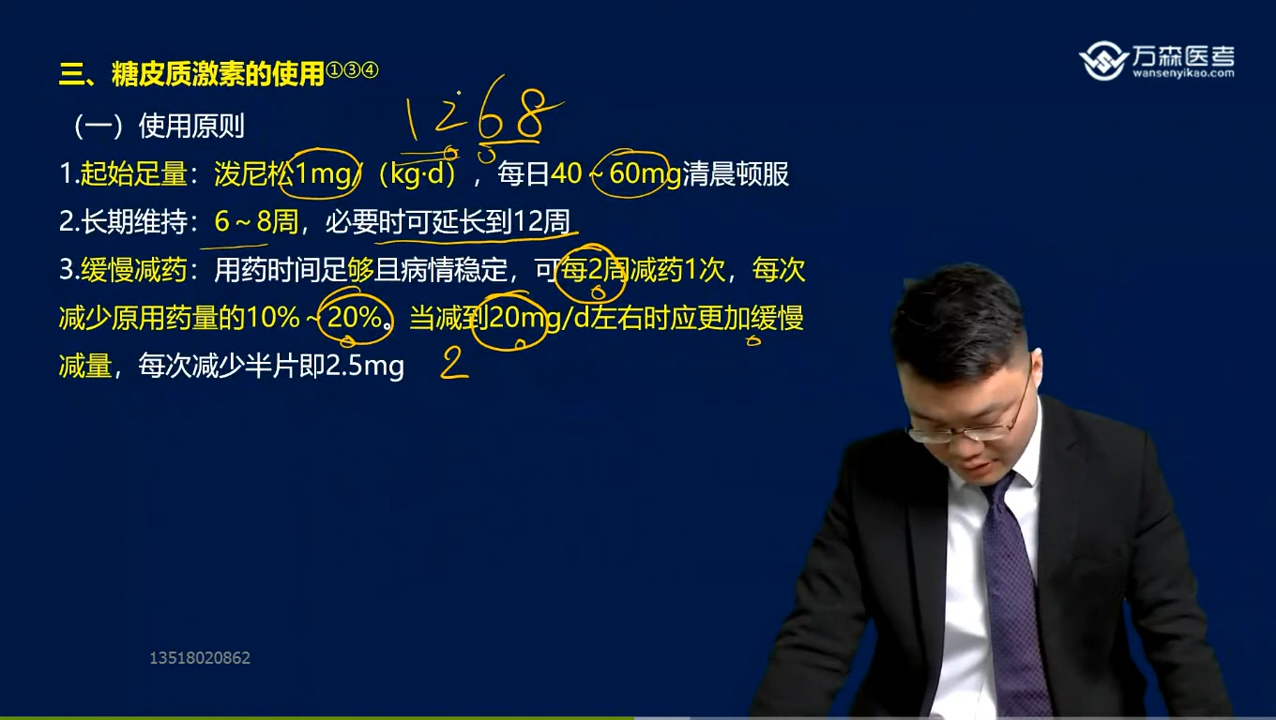 三、糖皮质激素的使用①③④
万森医考
wansenyikao.com
1268
（一）使用原则
1.起始足量：泼尼松1mg/（kg·d），每日40～60mg清晨顿服
2.长期维持：6～8周，必要时可延长到12周
3.缓慢减药：用药时间足够且病情稳定，可每2周减药1次，每次
减少原用药量的10%～20%。当减到20mg/d左右时应更加缓慢
减量，每次减少半片即2.5mg
2
13518020862